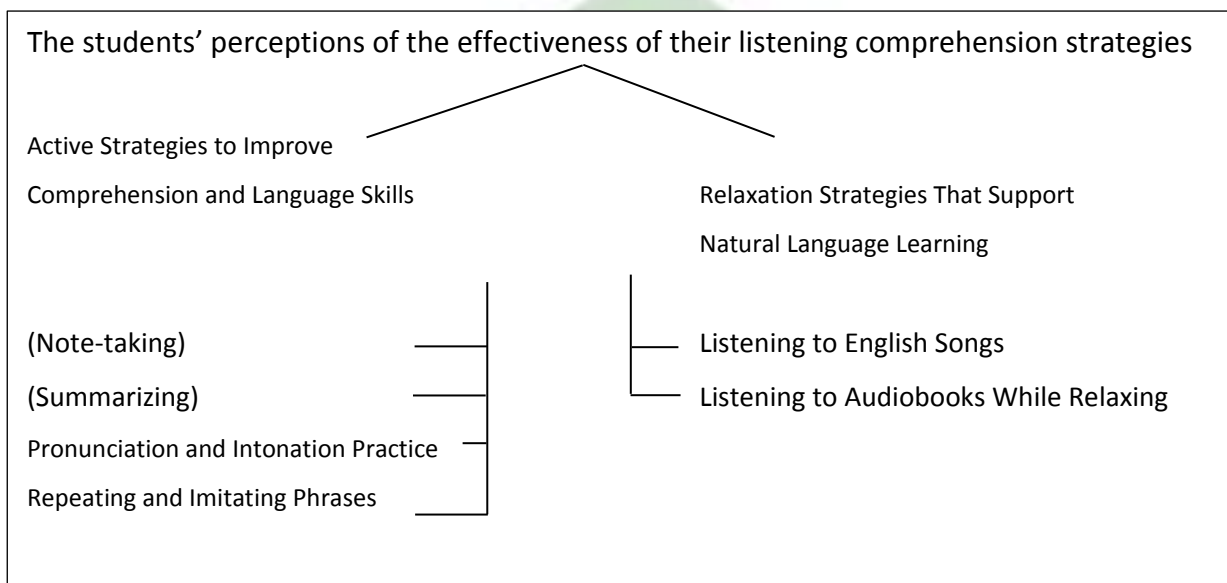 The students’ perceptions of the effectiveness of their listening comprehension strategies
Active Strategies to Improve
Comprehension and Language Skills
Relaxation Strategies That Support
Natural Language Learning
(Note-taking)
(Summarizing)
Pronunciation and Intonation Practice
Repeating and Imitating Phrases
Listening to English Songs
Listening to Audiobooks While Relaxing